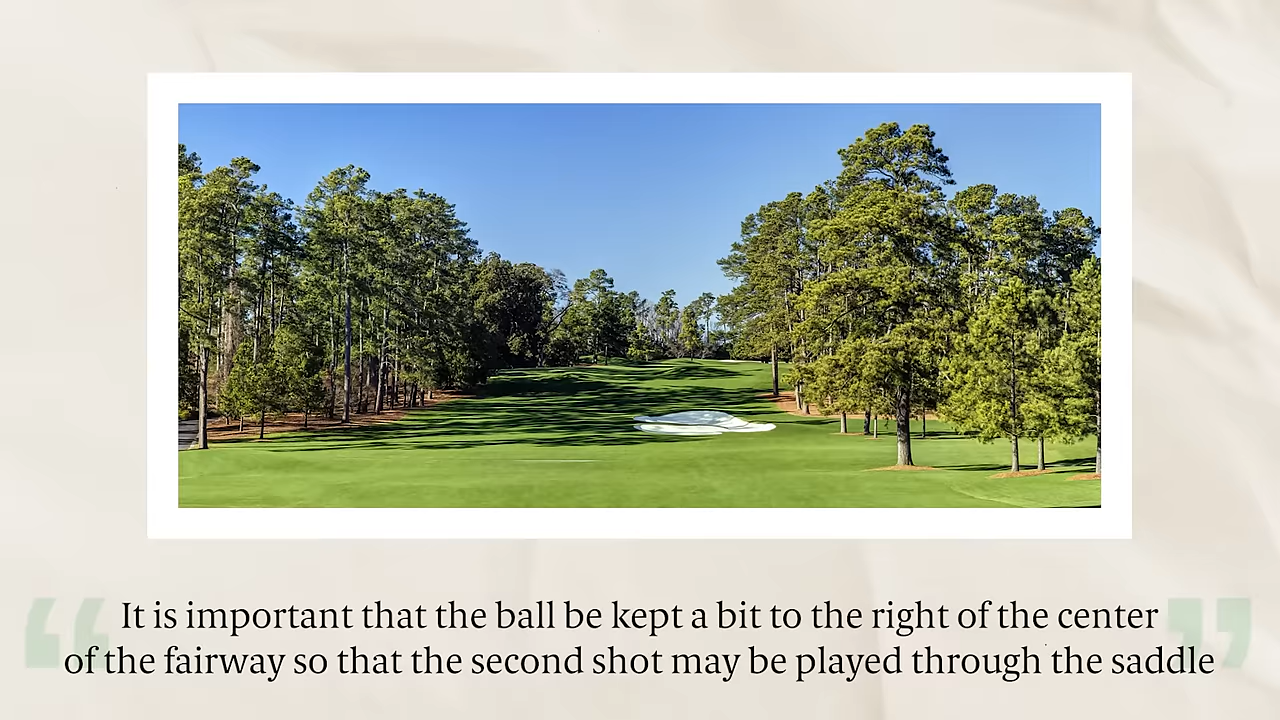 It is important that the ball be kept a bit to the right of the center
of the fairway so that the second shot may be played through the saddle